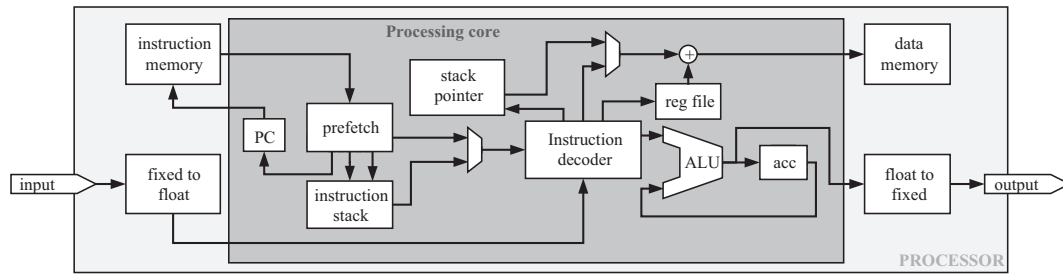 Processing core
instruction
memory
stack
pointer
+
reg file
data
memory
PC
prefetch
Instruction
decoder
ALU
acc
input
fixed to
float
instruction
stack
float to
fixed
output
PROCESSOR